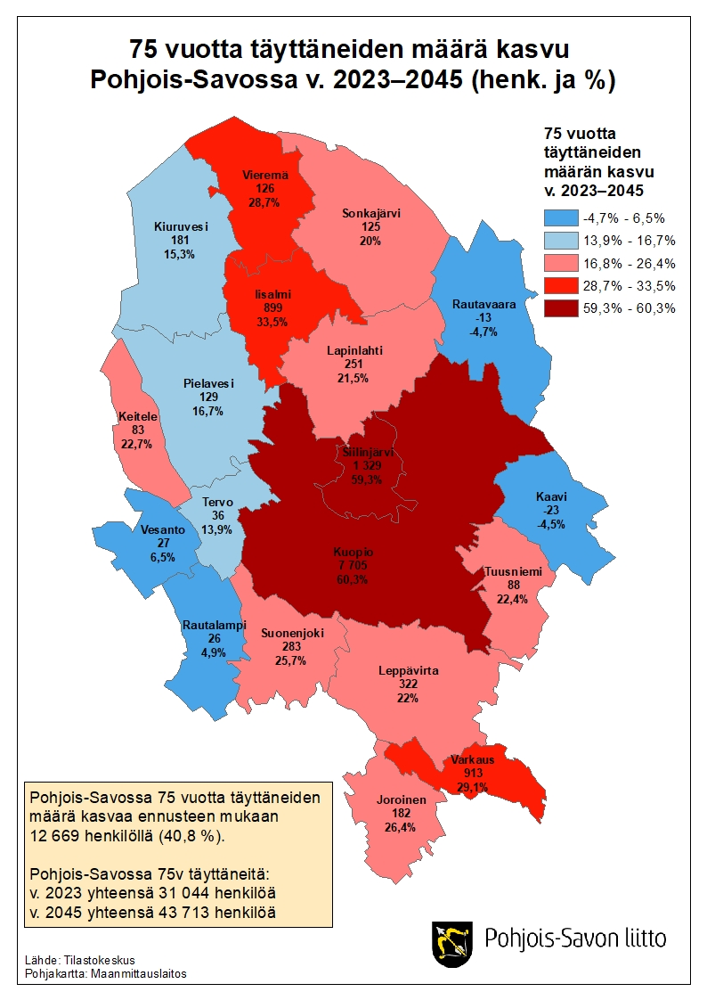 75 vuotta täyttäneiden määrä kasvu
Pohjois-Savossa v. 2023–2045 (henk. ja %)
75 vuotta
täyttäneiden
määrän kasvu
v. 2023–2045
-4,7% - 6,5%
13,9% - 16,7%
16,8% - 26,4%
28,7% - 33,5%
59,3% - 60,3%
Vieremä
126
28,7%
Sonkajärvi
125
20%
Kiuruvesi
181
15,3%
Iisalmi
899
33,5%
Rautavaara
-13
-4,7%
Lapinlahti
251
21,5%
Pielavesi
129
16,7%
Keitele
83
22,7%
Siilinjärvi
1 329
59,3%
Kaavi
-23
-4,5%
Tervo
36
13,9%
Vesanto
27
6,5%
Kuopio
7 705
60,3%
Tuusniemi
88
22,4%
Rautalampi
26
4,9%
Suonenjoki
283
25,7%
Leppävirta
322
22%
Varkaus
913
29,1%
Joroinen
182
26,4%
Pohjois-Savossa 75 vuotta täyttäneiden
määrä kasvaa ennusteen mukaan
12 669 henkilöllä (40,8 %).
Pohjois-Savossa 75v täyttäneitä:
v. 2023 yhteensä 31 044 henkilöä
v. 2045 yhteensä 43 713 henkilöä
Pohjois-Savon liitto
Lähde: Tilastokeskus
Pohjakartta: Maanmittauslaitos